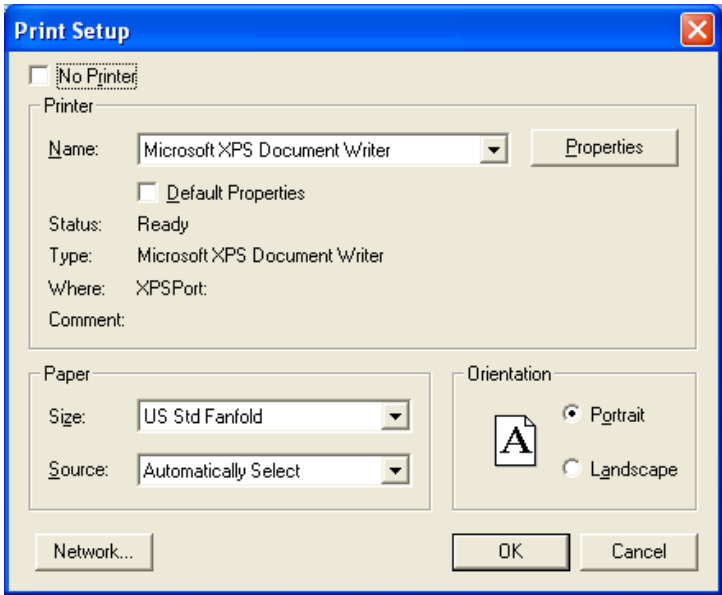 Print Setup
No Printer
Printer
Name: Microsoft XPS Document Writer Properties
Default Properties
Status: Ready
Type: Microsoft XPS Document Writer
Where: XPSPort:
Comment:
Paper Orientation
Size: US Std Fanfold A Portrait
Source: Automatically Select Landscape
Network... OK Cancel